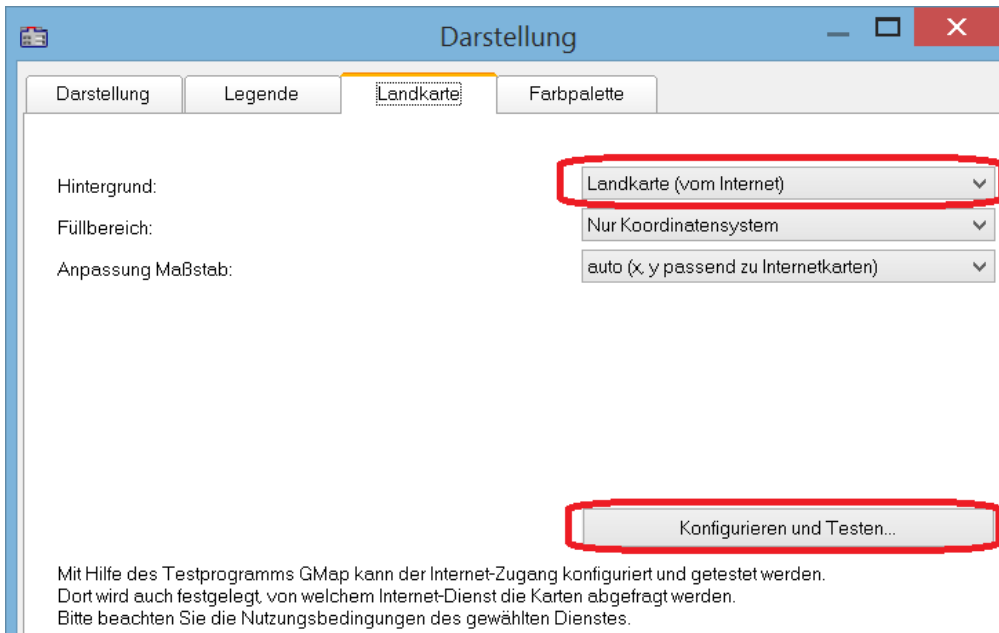 Darstellung
Darstellung Legende Landkarte Farbpalette
Hintergrund: Landkarte (vom Internet)
Füllbereich: Nur Koordinatensystem
Anpassung Maßstab: auto (x, y passend zu Internetkarten)
Konfigurieren und Testen...
Mit Hilfe des Testprogramms GMap kann der Internet-Zugang konfiguriert und getestet werden.
Dort wird auch festgelegt, von welchem Internet-Dienst die Karten abgefragt werden.
Bitte beachten Sie die Nutzungsbedingungen des gewählten Dienstes.